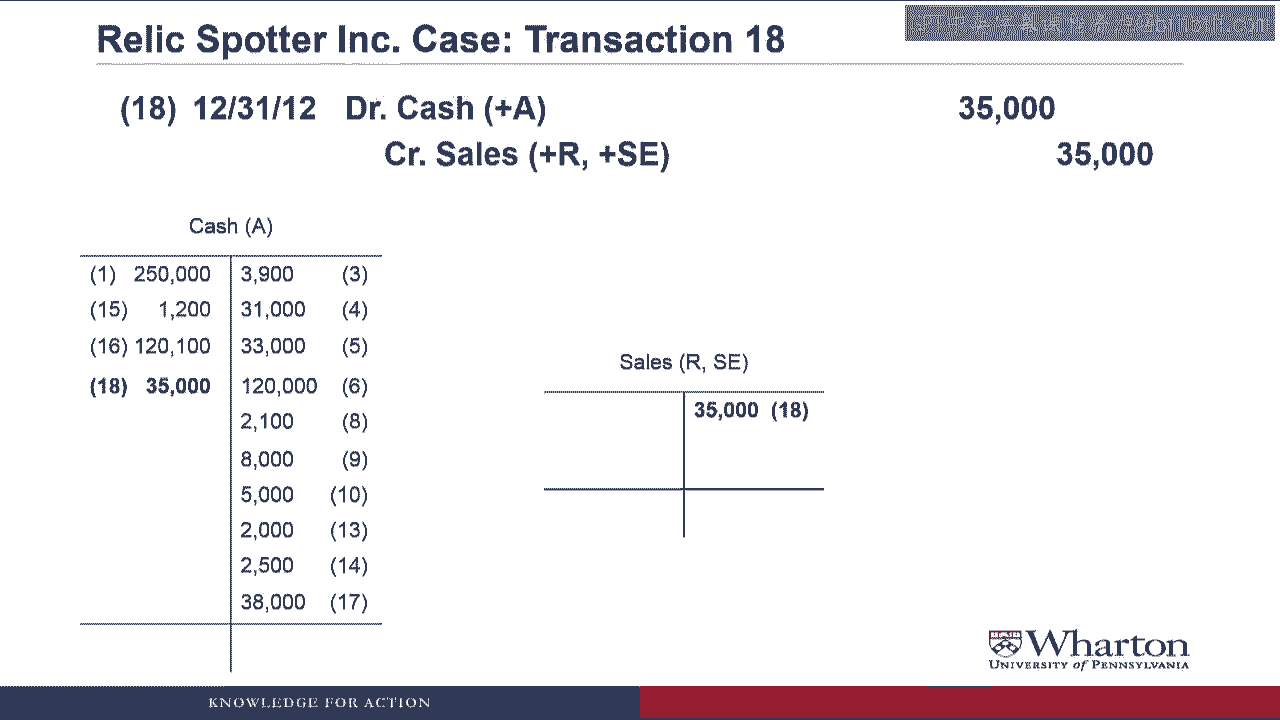 Relic Spotter Inc. Case: Transaction 18
(18) 12/31/12 Dr. Cash (+A) 35,000
Cr. Sales (+R, +SE) 35,000
Cash (A)
(1) 250,000 3,900 (3)
(15) 1,200 31,000 (4)
(16) 120,100 33,000 (5)
(18) 35,000 120,000 (6)
2,100 (8)
8,000 (9)
5,000 (10)
2,000 (13)
2,500 (14)
38,000 (17)
Sales (R, SE)
35,000 (18)
Wharton
UNIVERSITY of PENNSYLVANIA
KNOWLEDGE FOR ACTION